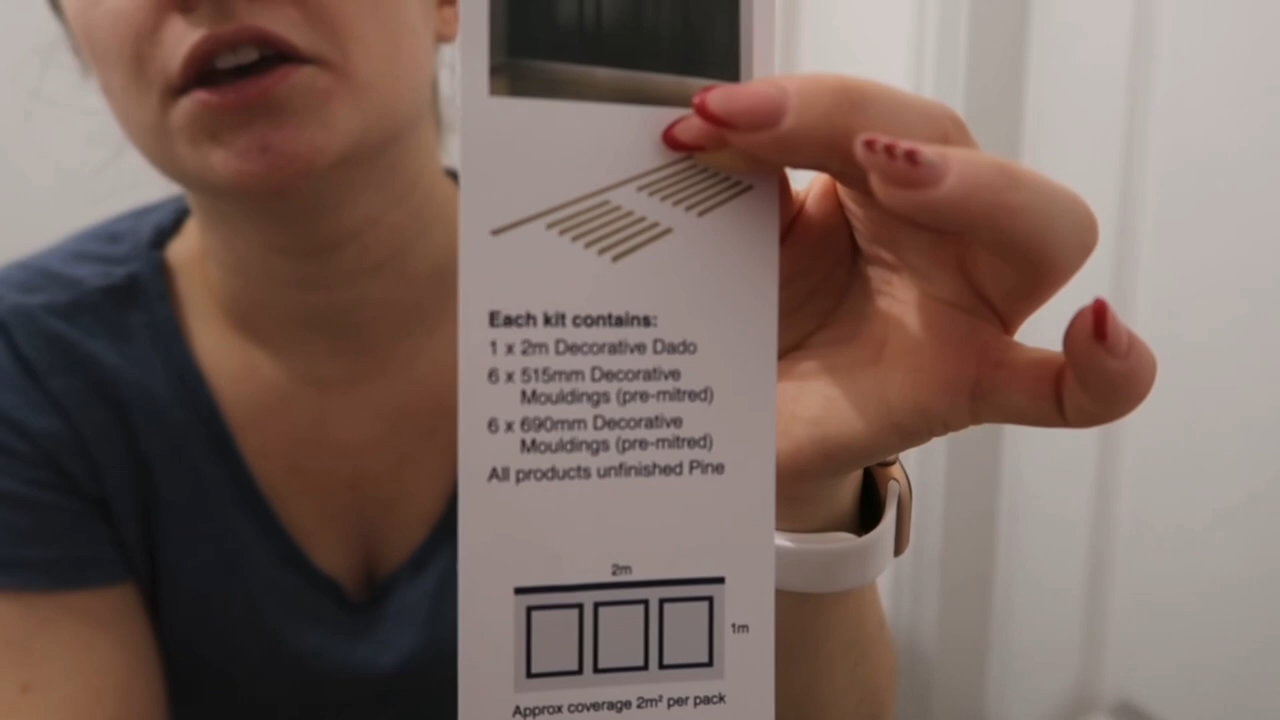 Each kit contains:
1 x 2m Decorative Dado
6 x 515mm Decorative
Mouldings (pre-mitred)
6 x 690mm Decorative
Mouldings (pre-mitred)
All products unfinished Pine
2m
1m
Approx coverage 2m² per pack